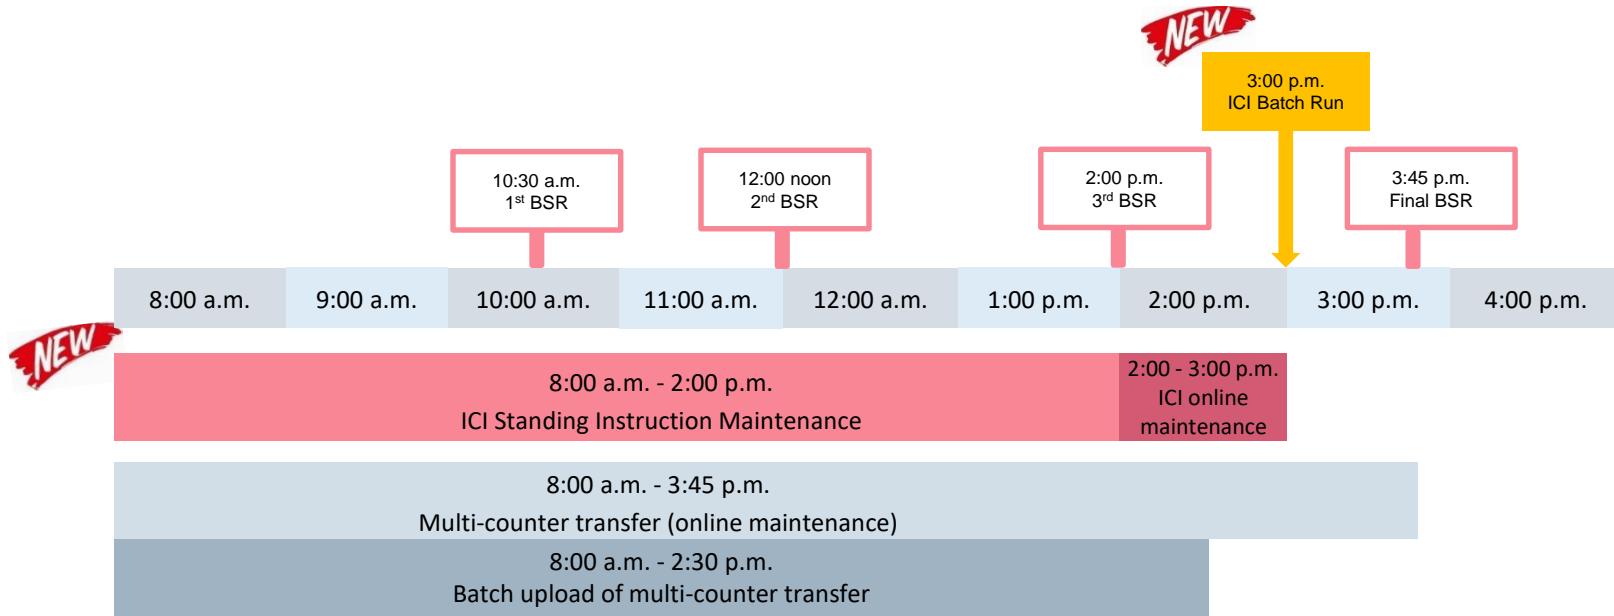 NEW
3:00 p.m.
ICI Batch Run
10:30 a.m.
1st BSR
12:00 noon
2nd BSR
2:00 p.m.
3rd BSR
3:45 p.m.
Final BSR
8:00 a.m.
9:00 a.m.
10:00 a.m.
11:00 a.m.
12:00 a.m.
1:00 p.m.
2:00 p.m.
3:00 p.m.
4:00 p.m.
NEW
8:00 a.m. - 2:00 p.m.
ICI Standing Instruction Maintenance
2:00 - 3:00 p.m.
ICI online
maintenance
8:00 a.m. - 3:45 p.m.
Multi-counter transfer (online maintenance)
8:00 a.m. - 2:30 p.m.
Batch upload of multi-counter transfer